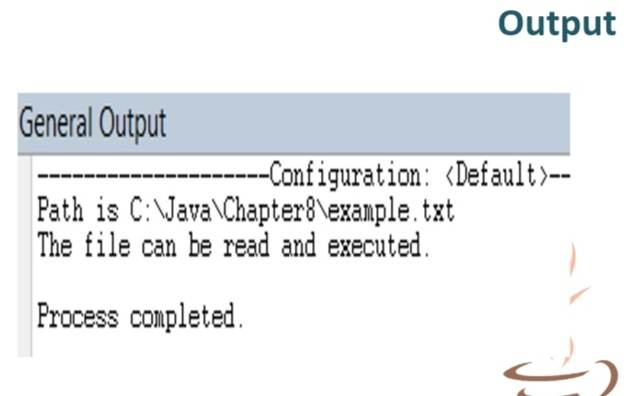 Output
General Output
--------------------Configuration: <Default>--
Path is C:\Java\Chapter8\example.txt
The file can be read and executed.
Process completed.